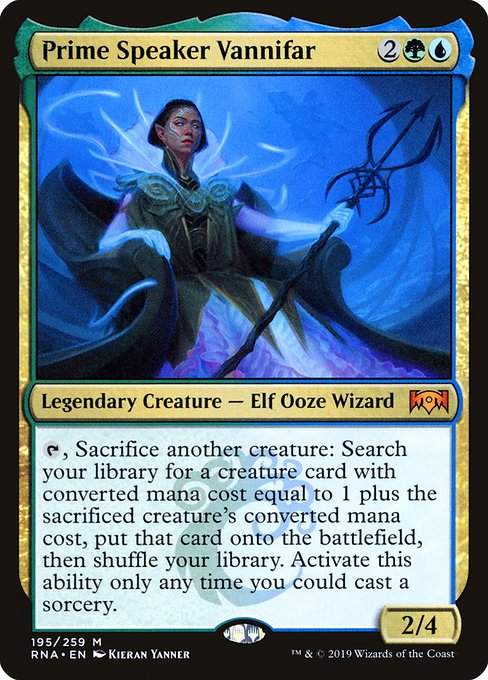 Prime Speaker Vannifar 2
Legendary Creature — Elf Ooze Wizard
, Sacrifice another creature: Search
your library for a creature card with
converted mana cost equal to 1 plus the
sacrificed creature's converted mana
cost, put that card onto the battlefield,
then shuffle your library. Activate this
ability only any time you could cast a
sorcery.
2/4
195/259 M
RNA • EN Kieran Yanner ™ & © 2019 Wizards of the Coast